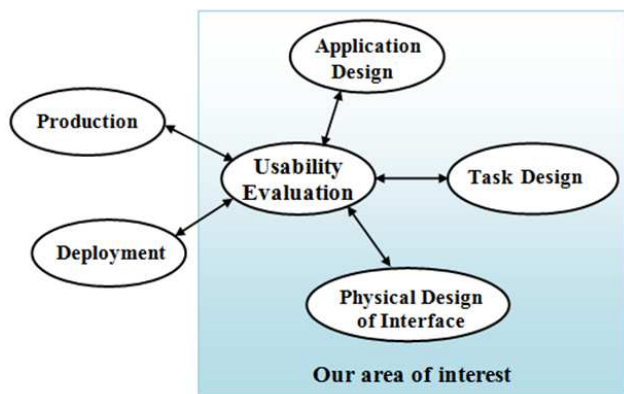 Application
Design
Production
Usability
Evaluation
Task Design
Deployment
Physical Design
of Interface
Our area of interest